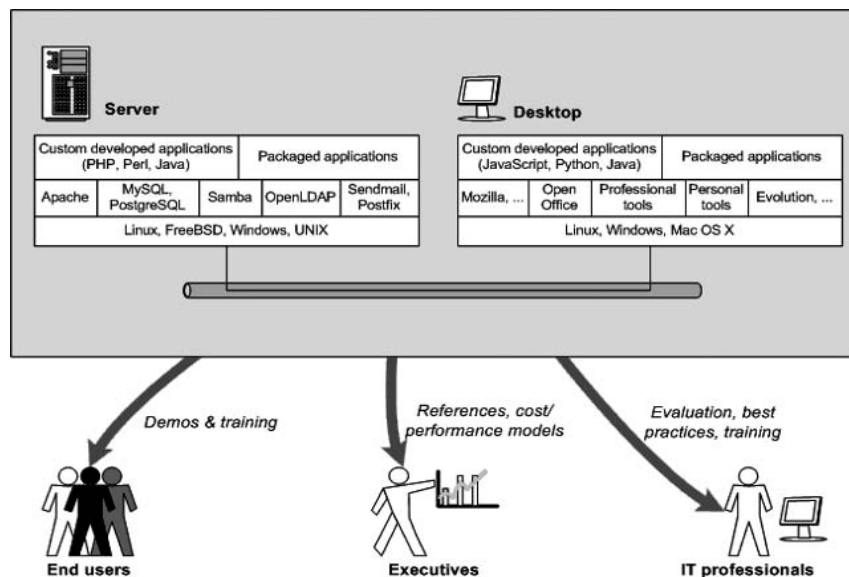 Server
Custom developed applications
(PHP, Perl, Java)
Packaged applications
Apache
MySQL,
PostgreSQL
Samba
OpenLDAP
Sendmail,
Postfix
Linux, FreeBSD, Windows, UNIX
Desktop
Custom developed applications
(JavaScript, Python, Java)
Packaged applications
Mozilla, ...
Open
Office
Professional
tools
Personal
tools
Evolution, ...
Linux, Windows, Mac OS X
Demos & training
References, cost/
performance models
Evaluation, best
practices, training
End users
Executives
IT professionals